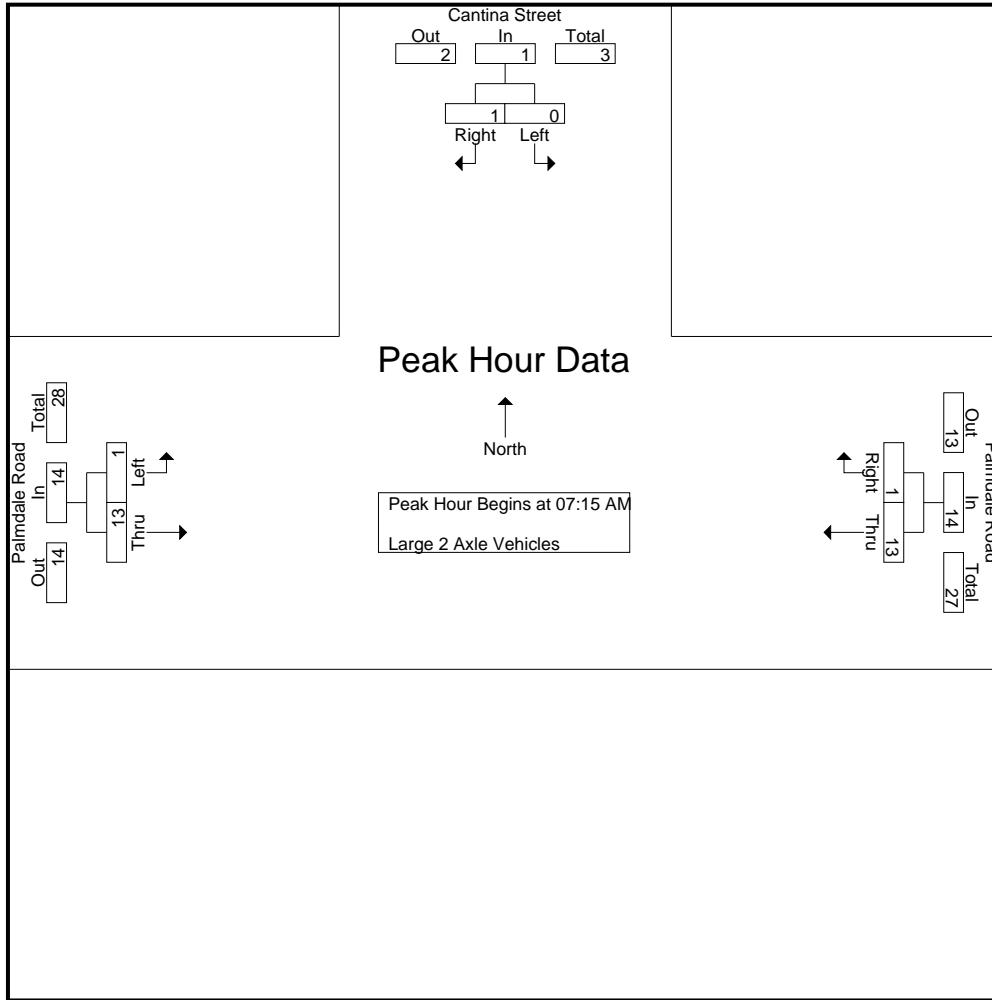 Cantina Street
Out In Total
2 1 3
1 0
Right Left
Peak Hour Data
North
Peak Hour Begins at 07:15 AM
Large 2 Axle Vehicles
Palmdale Road
Out In Total
14 14 28
Left Thru
1 13
Palmdale Road
Out In Total
13 14 27
Right Thru
1 13